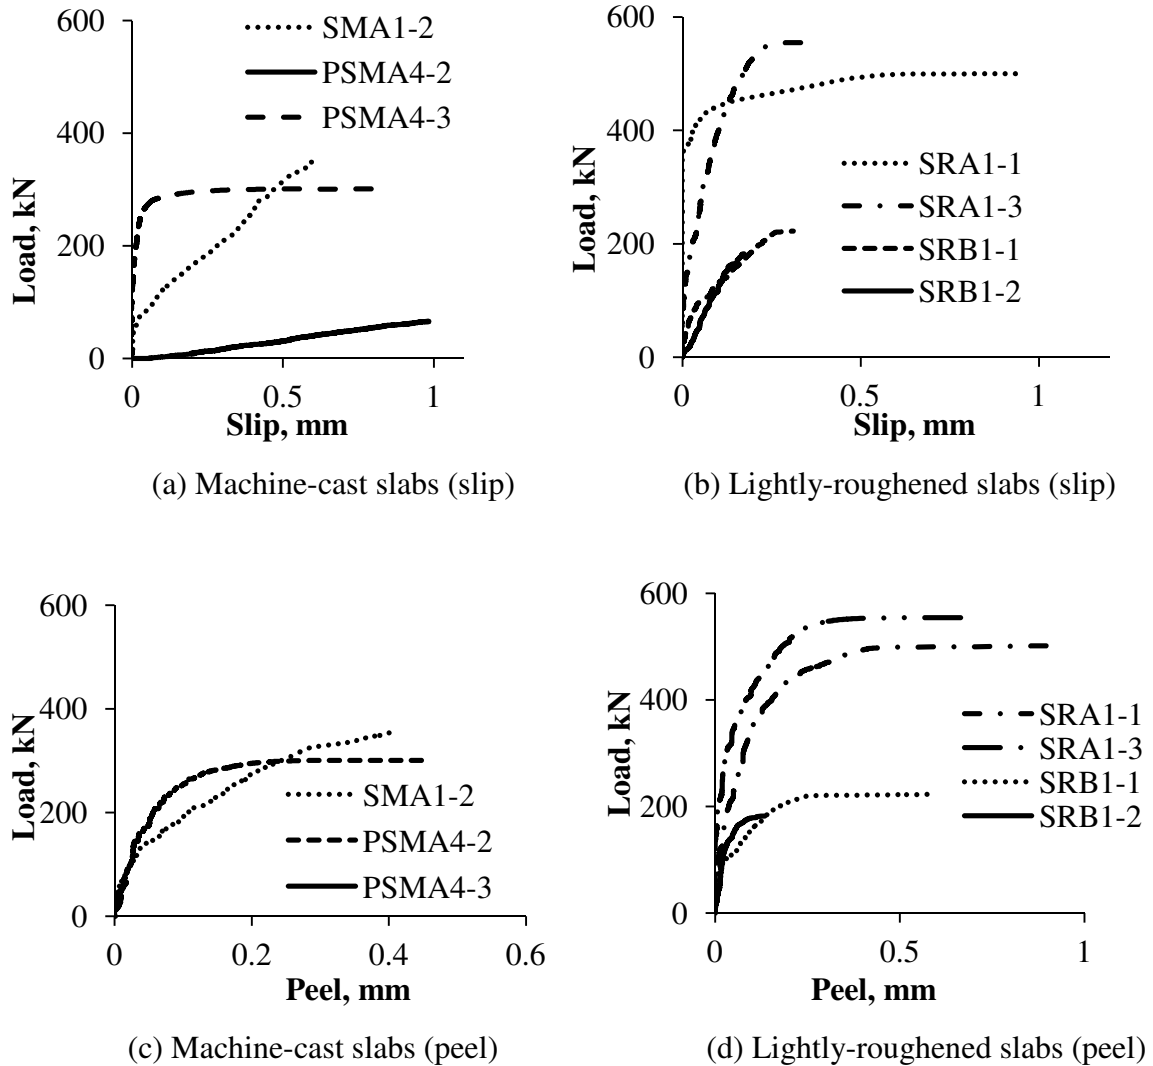 600
400
200
0
Load, kN
0
0.5
1
Slip, mm
SMA1-2
PSMA4-2
PSMA4-3
(a) Machine-cast slabs (slip)
600
400
200
0
Load, kN
0
0.5
1
Slip, mm
SRA1-1
SRA1-3
SRB1-1
SRB1-2
(b) Lightly-roughened slabs (slip)
600
400
200
0
Load, kN
0
0.2
0.4
0.6
Peel, mm
SMA1-2
PSMA4-2
PSMA4-3
(c) Machine-cast slabs (peel)
600
400
200
0
Load, kN
0
0.5
1
Peel, mm
SRA1-1
SRA1-3
SRB1-1
SRB1-2
(d) Lightly-roughened slabs (peel)